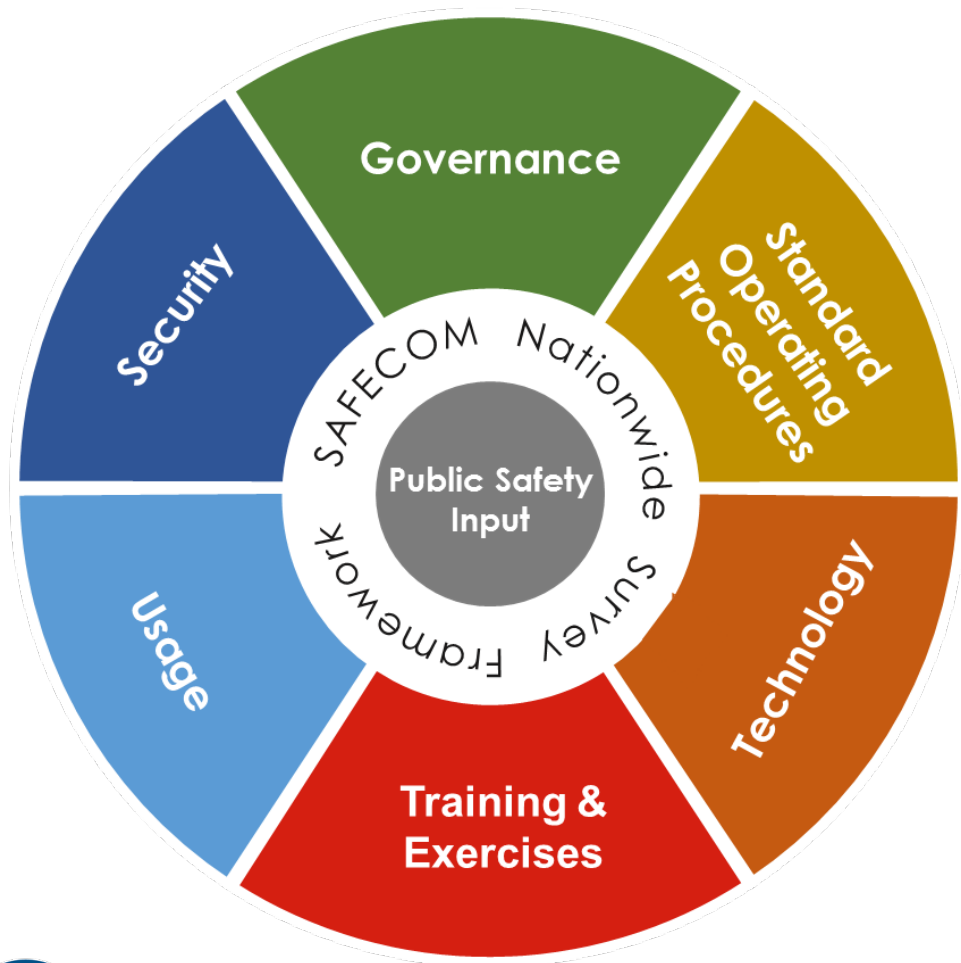 Governance
Standard
Operating
Procedures
Technology
Training &
Exercises
Usage
Security
SAFECOM Nationwide Survey Framework
Public Safety
Input